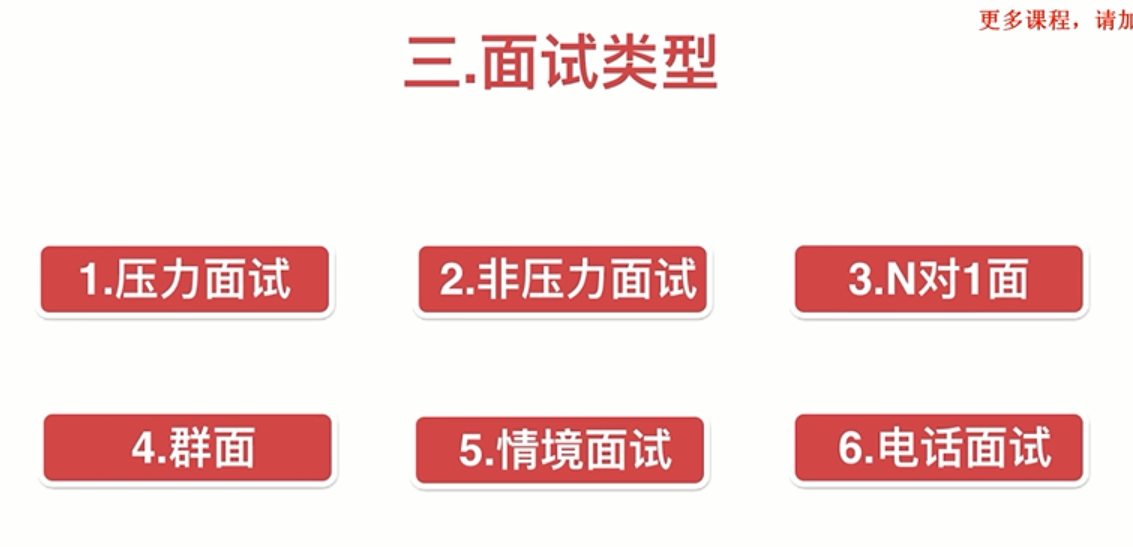 更多课程，请加
三.面试类型
1.压力面试
2.非压力面试
3.N对1面
4.群面
5.情境面试
6.电话面试